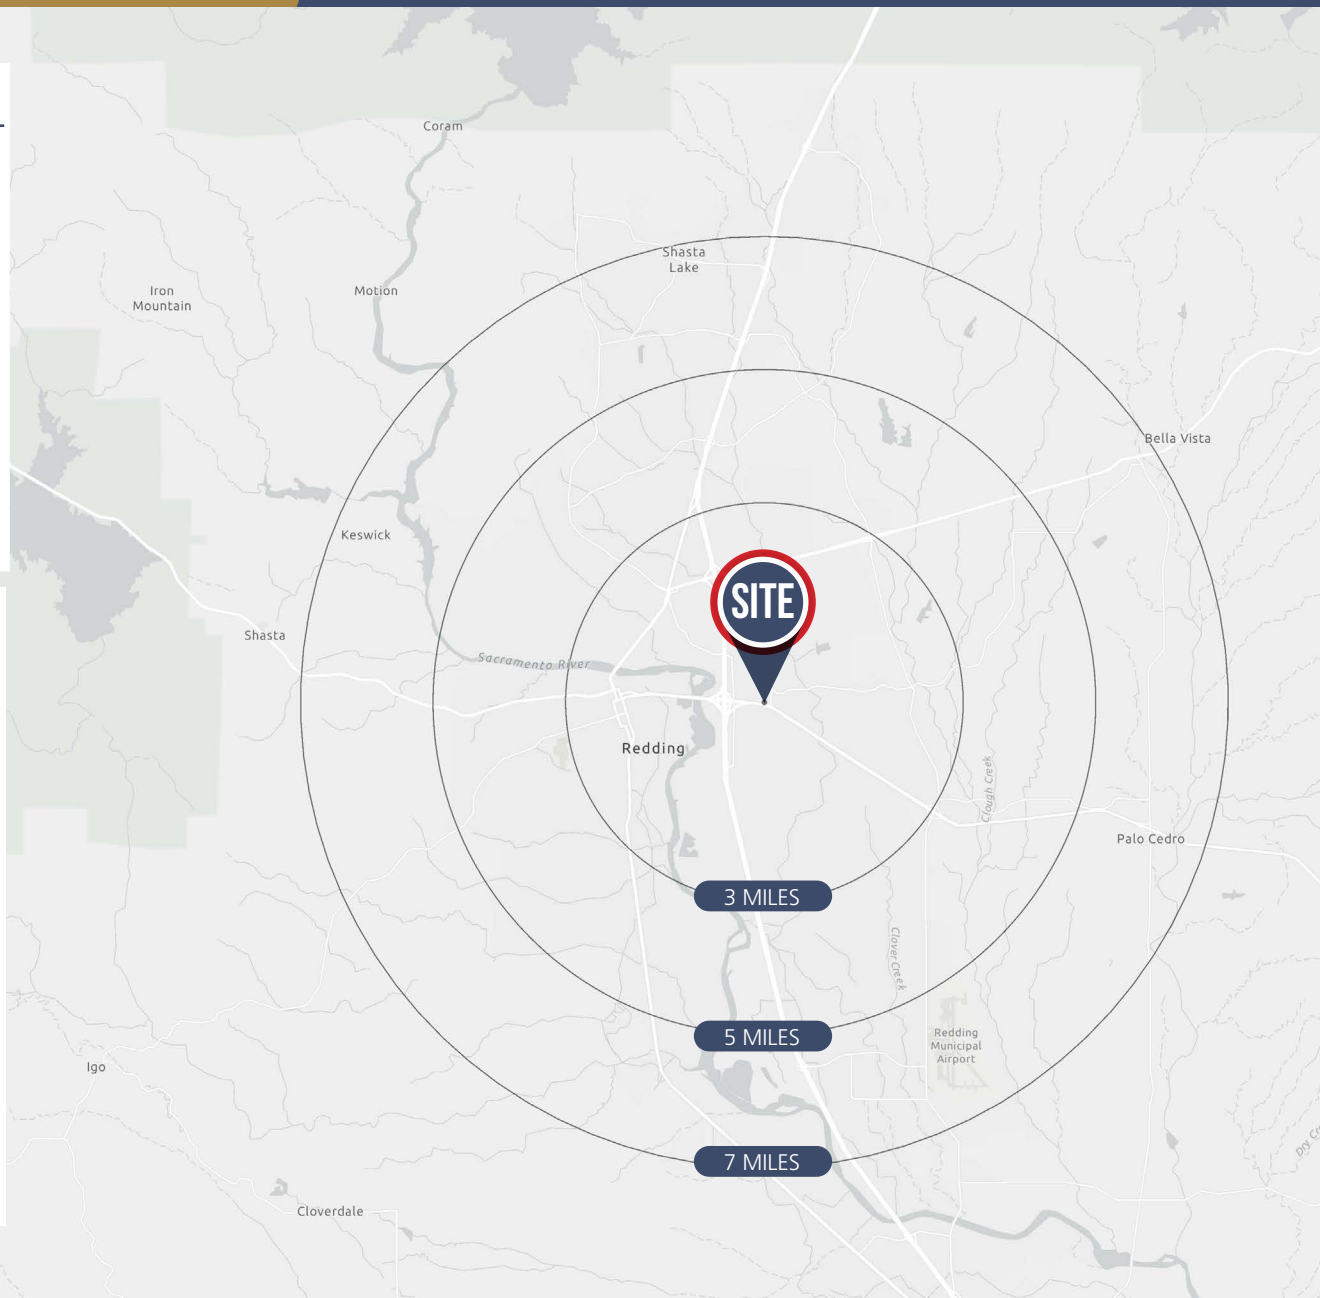 Coram
Shasta
Lake
Iron
Mountain
Motion
Bella Vista
Keswick
SITE
Shasta
Sacramento River
Redding
Clough Creek
Palo Cedro
3 MILES
Clover Creek
5 MILES
Redding
Municipal
Airport
Igo
Dry
7 MILES
Cloverdale